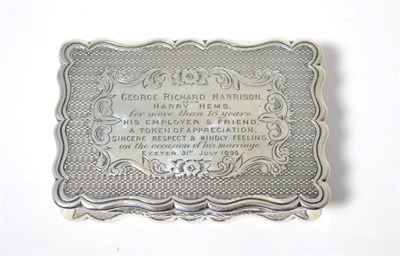 GEORGE RICHARD HARRISON.
FROM
HARRY HEMS.
for more than 18 years
HIS EMPLOYER & FRIEND.
A TOKEN OF APPRECIATION,
SINCERE RESPECT & KINDLY FEELING
on the occasion of his marriage.
EXETER 31ST JULY 1895.